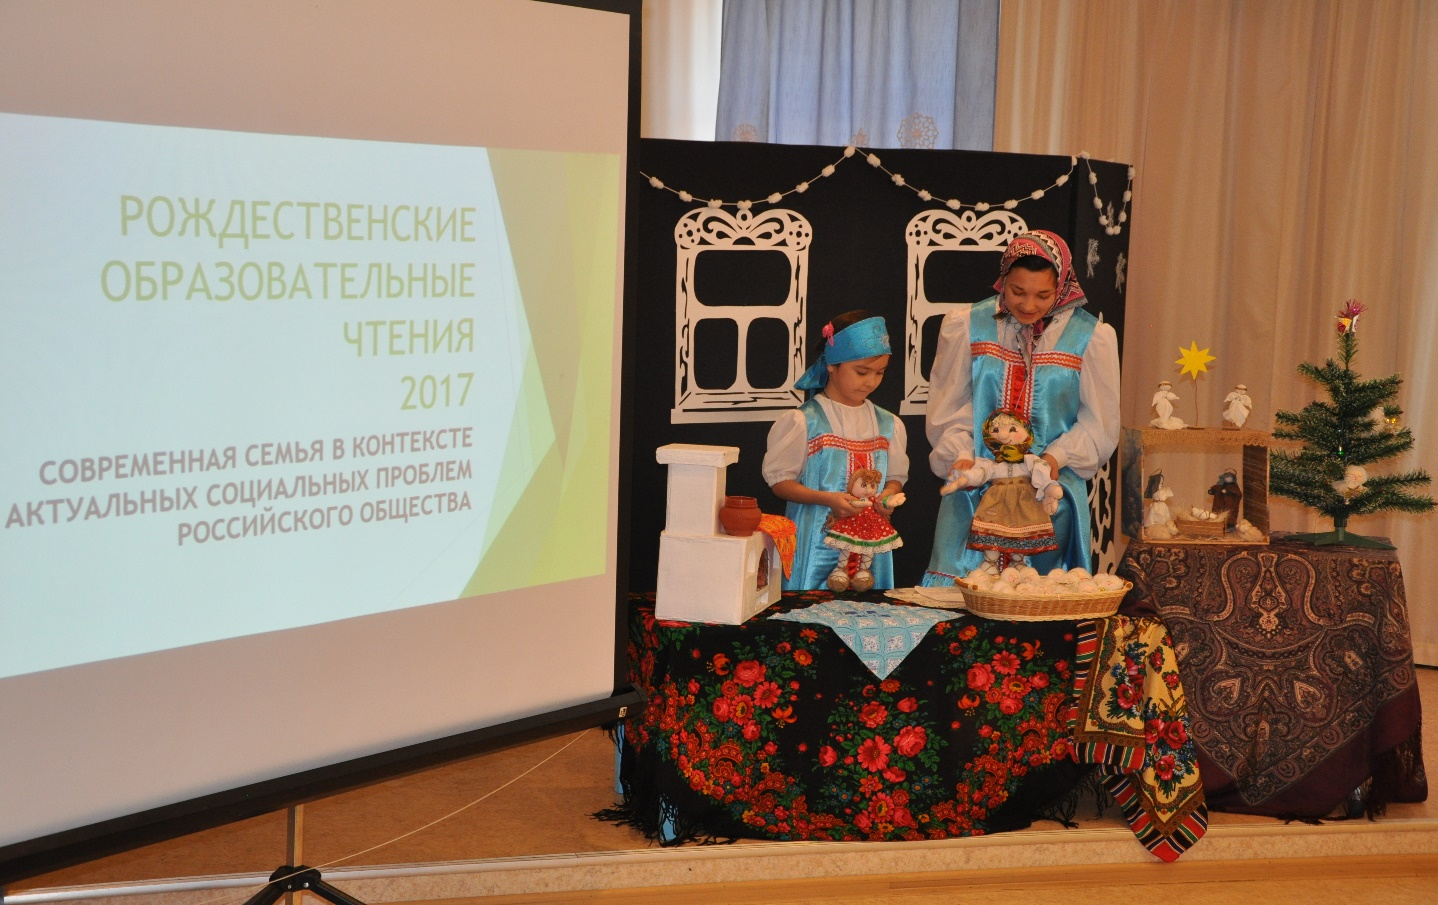 РОЖДЕСТВЕНСКИЕ
ОБРАЗОВАТЕЛЬНЫЕ
ЧТЕНИЯ
2017
СОВРЕМЕННАЯ СЕМЬЯ В КОНТЕКСТЕ
АКТУАЛЬНЫХ СОЦИАЛЬНЫХ ПРОБЛЕМ
РОССИЙСКОГО ОБЩЕСТВА